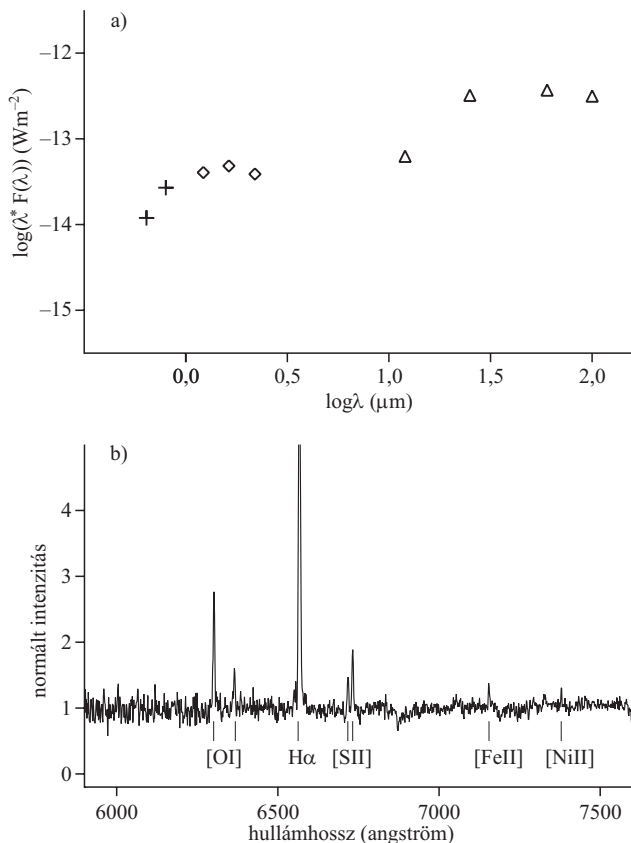 a)
−12
−13
−14
−15
log(λ* F(λ)) (Wm−2)
0,0 0,5 1,0 1,5 2,0
logλ (μm)
b)
4
3
2
1
0
normált intenzitás
[OI] Hα [SII] [FeII] [NiII]
6000 6500 7000 7500
hullámhossz (angström)